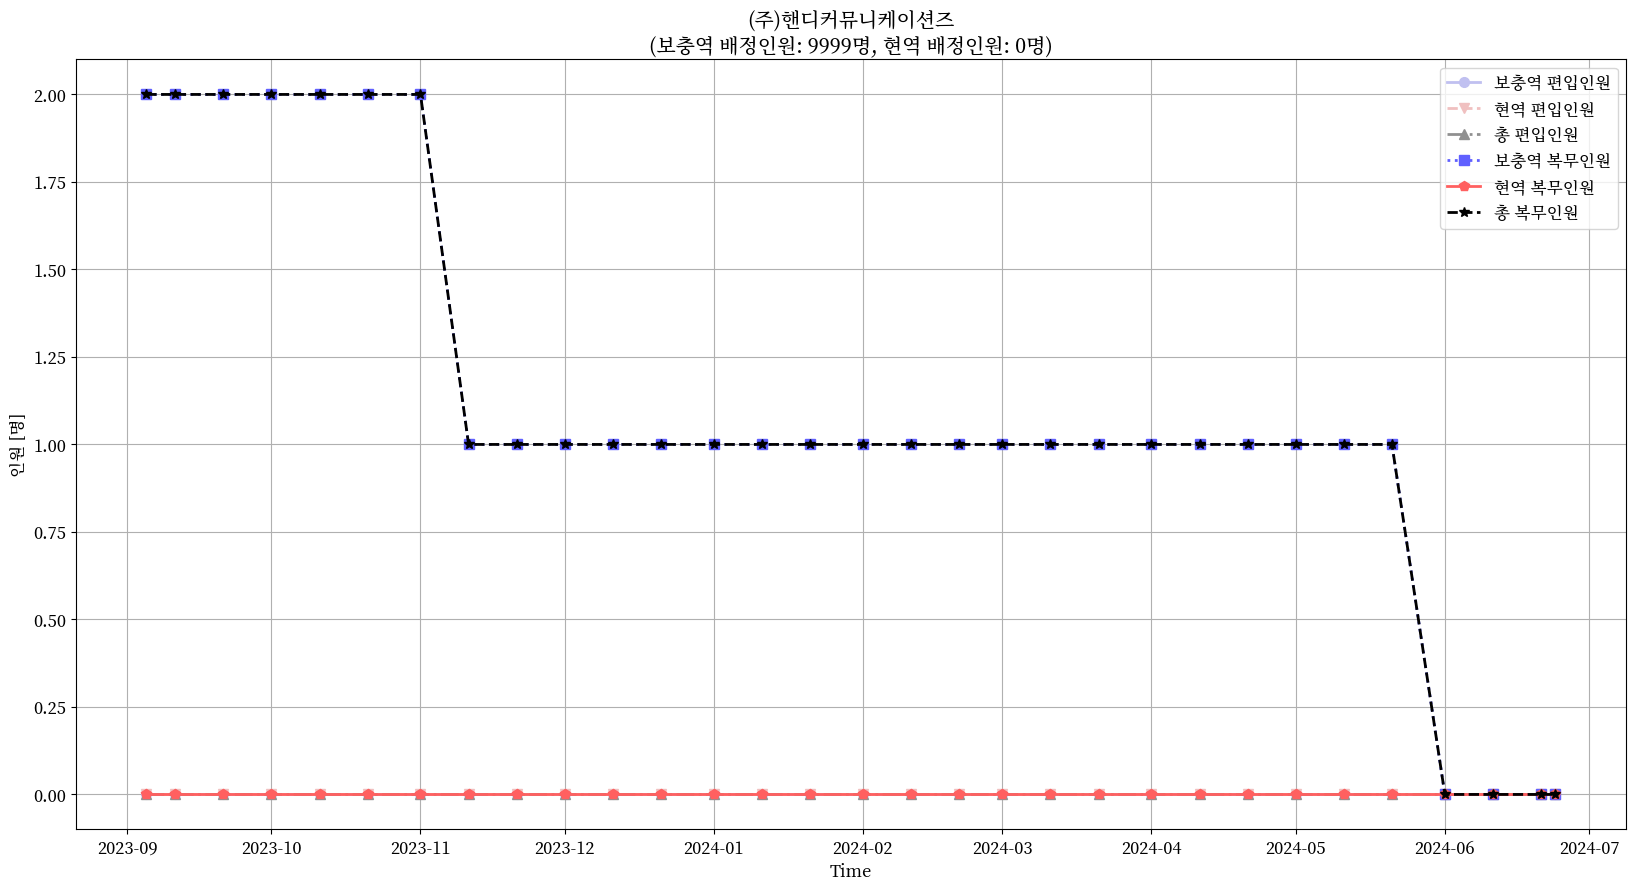 (주)핸디커뮤니케이션즈
(보충역 배정인원: 9999명, 현역 배정인원: 0명)
보충역 편입인원
현역 편입인원
총 편입인원
보충역 복무인원
현역 복무인원
총 복무인원
인원 [명]
2.00
1.75
1.50
1.25
1.00
0.75
0.50
0.25
0.00
2023-09 2023-10 2023-11 2023-12 2024-01 2024-02 2024-03 2024-04 2024-05 2024-06 2024-07
Time